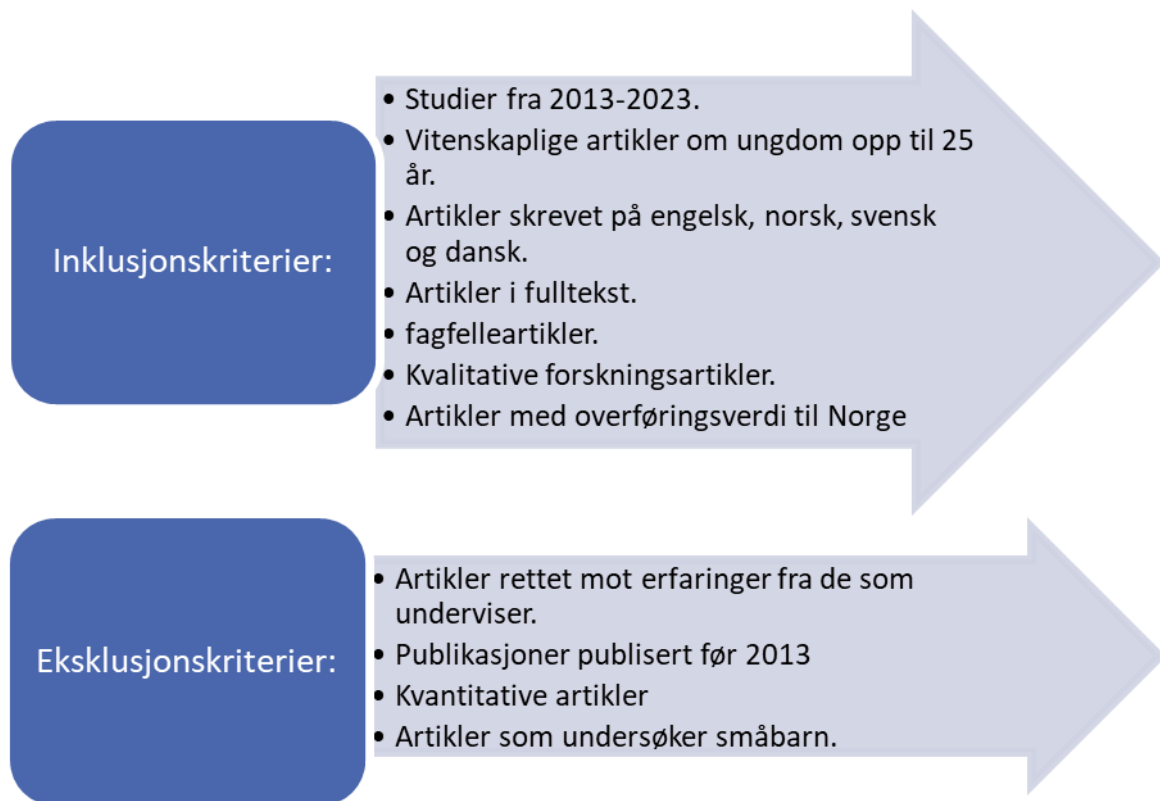 Inklusjonskriterier:
• Studier fra 2013-2023.
• Vitenskaplige artikler om ungdom opp til 25
år.
• Artikler skrevet på engelsk, norsk, svensk
og dansk.
• Artikler i fulltekst.
• fagfelleartikler.
• Kvalitative forskningsartikler.
• Artikler med overføringsverdi til Norge
Eksklusjonskriterier:
• Artikler rettet mot erfaringer fra de som
underviser.
• Publikasjoner publisert før 2013
• Kvantitative artikler
• Artikler som undersøker småbarn.